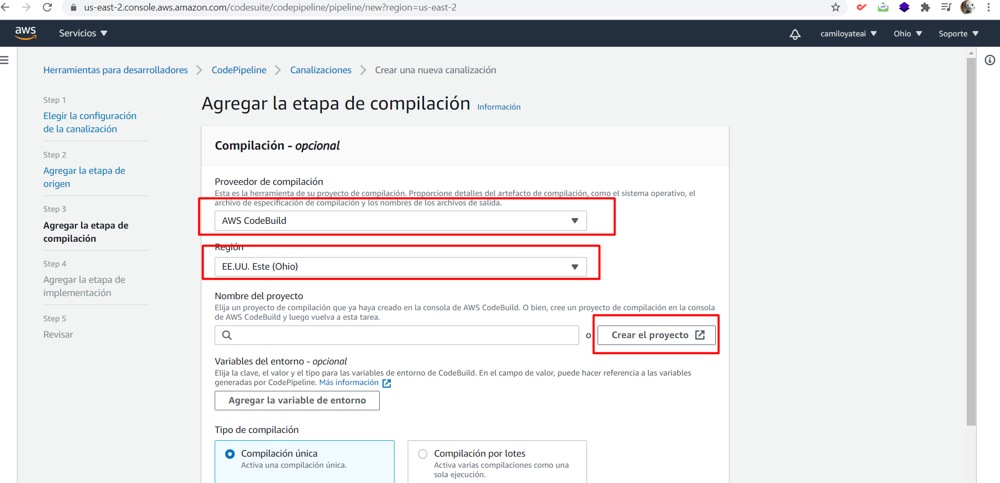 us-east-2.console.aws.amazon.com/codesuite/codepipeline/pipeline/new?region=us-east-2
aws
Servicios
camiloyateai
Ohio
Soporte
Herramientas para desarrolladores
CodePipeline
Canalizaciones
Crear una nueva canalización
Step 1
Elegir la configuración
de la canalización
Step 2
Agregar la etapa de
origen
Step 3
Agregar la etapa de
compilación
Step 4
Agregar la etapa de
implementación
Step 5
Revisar
Agregar la etapa de compilación
Información
Compilación - opcional
Proveedor de compilación
Esta es la herramienta de su proyecto de compilación. Proporcione detalles del artefacto de compilación, como el sistema operativo, el
archivo de especificación de compilación y los nombres de los archivos de salida.
AWS CodeBuild
Región
EE.UU. Este (Ohio)
Nombre del proyecto
Elija un proyecto de compilación que ya haya creado en la consola de AWS CodeBuild. O bien, cree un proyecto de compilación en la consola
de AWS CodeBuild y luego vuelva a esta tarea.
o
Crear el proyecto
Variables del entorno - opcional
Elija la clave, el valor y el tipo para las variables de entorno de CodeBuild. En el campo de valor, puede hacer referencia a las variables
generadas por CodePipeline. Más información
Agregar la variable de entorno
Tipo de compilación
Compilación única
Activa una compilación única.
Compilación por lotes
Activa varias compilaciones como una
sola ejecución.